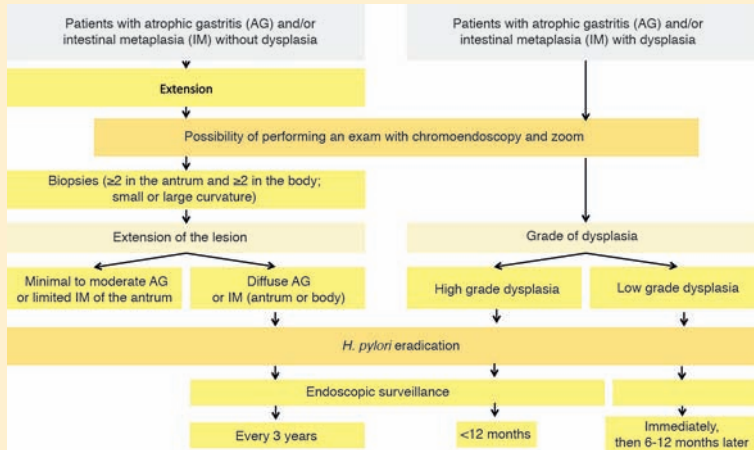 Patients with atrophic gastritis (AG) and/or
intestinal metaplasia (IM) without dysplasia
Patients with atrophic gastritis (AG) and/or
intestinal metaplasia (IM) with dysplasia
Extension
Possibility of performing an exam with chromoendoscopy and zoom
Biopsies (≥2 in the antrum and ≥2 in the body;
small or large curvature)
Extension of the lesion
Grade of dysplasia
Minimal to moderate AG
or limited IM of the antrum
Diffuse AG
or IM (antrum or body)
High grade dysplasia
Low grade dysplasia
H. pylori eradication
Endoscopic surveillance
Every 3 years
<12 months
Immediately,
then 6-12 months later